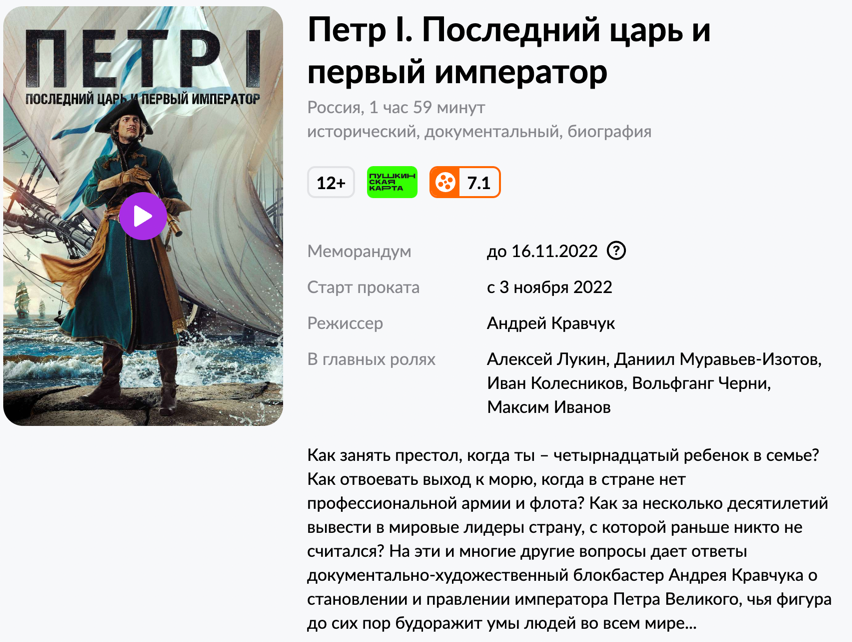 ПЕТР I
ПОСЛЕДНИЙ ЦАРЬ И ПЕРВЫЙ ИМПЕРАТОР
Петр I. Последний царь и
первый император
Россия, 1 час 59 минут
исторический, документальный, биография
12+
ПУШКИН
СКАЯ
КАРТА
7.1
Меморандум до 16.11.2022 ?
Старт проката с 3 ноября 2022
Режиссер Андрей Кравчук
В главных ролях Алексей Лукин, Даниил Муравьев-Изотов,
Иван Колесников, Вольфганг Черни,
Максим Иванов
Как занять престол, когда ты – четырнадцатый ребенок в семье?
Как отвоевать выход к морю, когда в стране нет
профессиональной армии и флота? Как за несколько десятилетий
вывести в мировые лидеры страну, с которой раньше никто не
считался? На эти и многие другие вопросы дает ответы
документально-художественный блокбастер Андрея Кравчука о
становлении и правлении императора Петра Великого, чья фигура
до сих пор будоражит умы людей во всем мире...